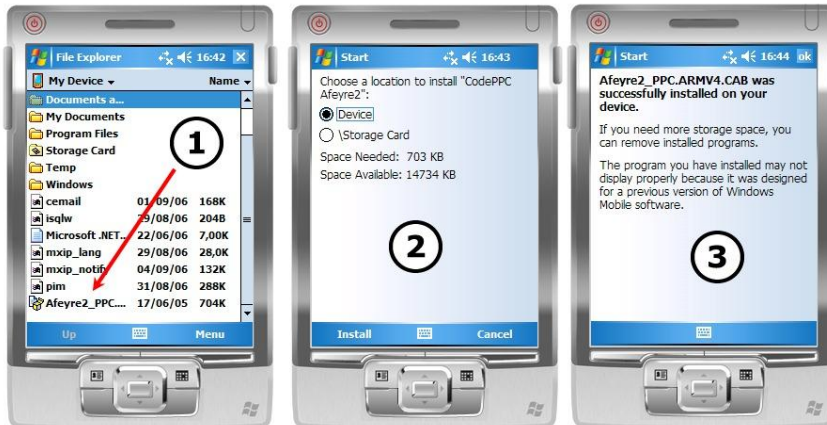 File Explorer 16:42
My Device Name
Documents a...
My Documents
Program Files
Storage Card
Temp
Windows
cemail 01/09/06 168K
isqlw 29/08/06 204B
Microsoft .NET... 22/06/06 7,00K
mxip_lang 29/08/06 28,0K
mxip_notify 04/09/06 132K
pim 31/08/06 288K
Afeyre2_PPC.... 17/06/05 704K
Up Menu
1
Start 16:43
Choose a location to install "CodePPC
Afeyre2":
Device
\Storage Card
Space Needed: 703 KB
Space Available: 14734 KB
2
Install Cancel
Start 16:44 ok
Afeyre2_PPC.ARMV4.CAB was
successfully installed on your
device.
If you need more storage space, you
can remove installed programs.
The program you have installed may not
display properly because it was designed
for a previous version of Windows
Mobile software.
3